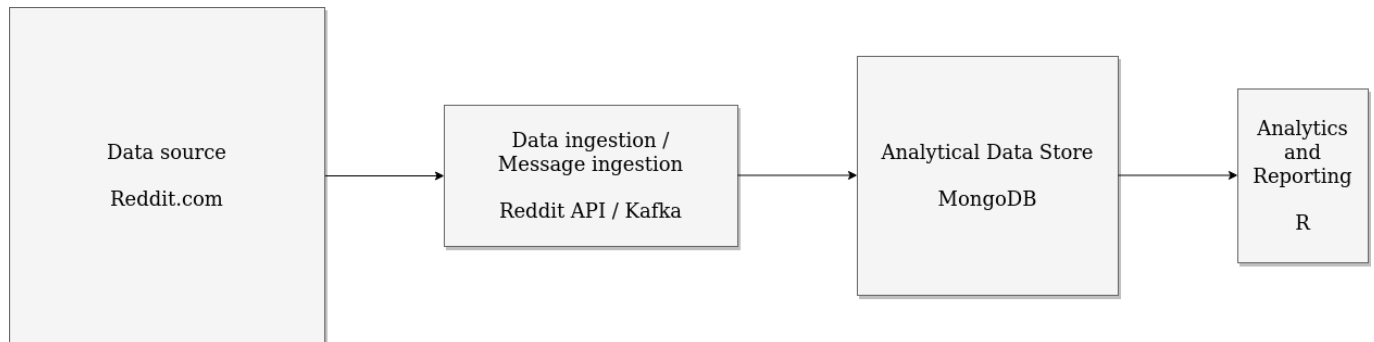 Data source
Reddit.com
Data ingestion /
Message ingestion
Reddit API / Kafka
Analytical Data Store
MongoDB
Analytics
and
Reporting
R